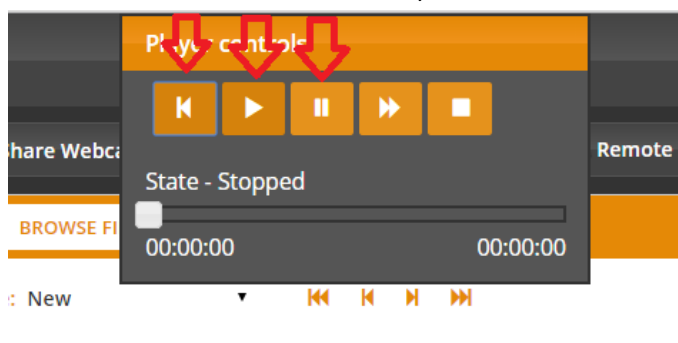 Player controls
Share Webca
Remote
State - Stopped
BROWSE FI
00:00:00 00:00:00
: New